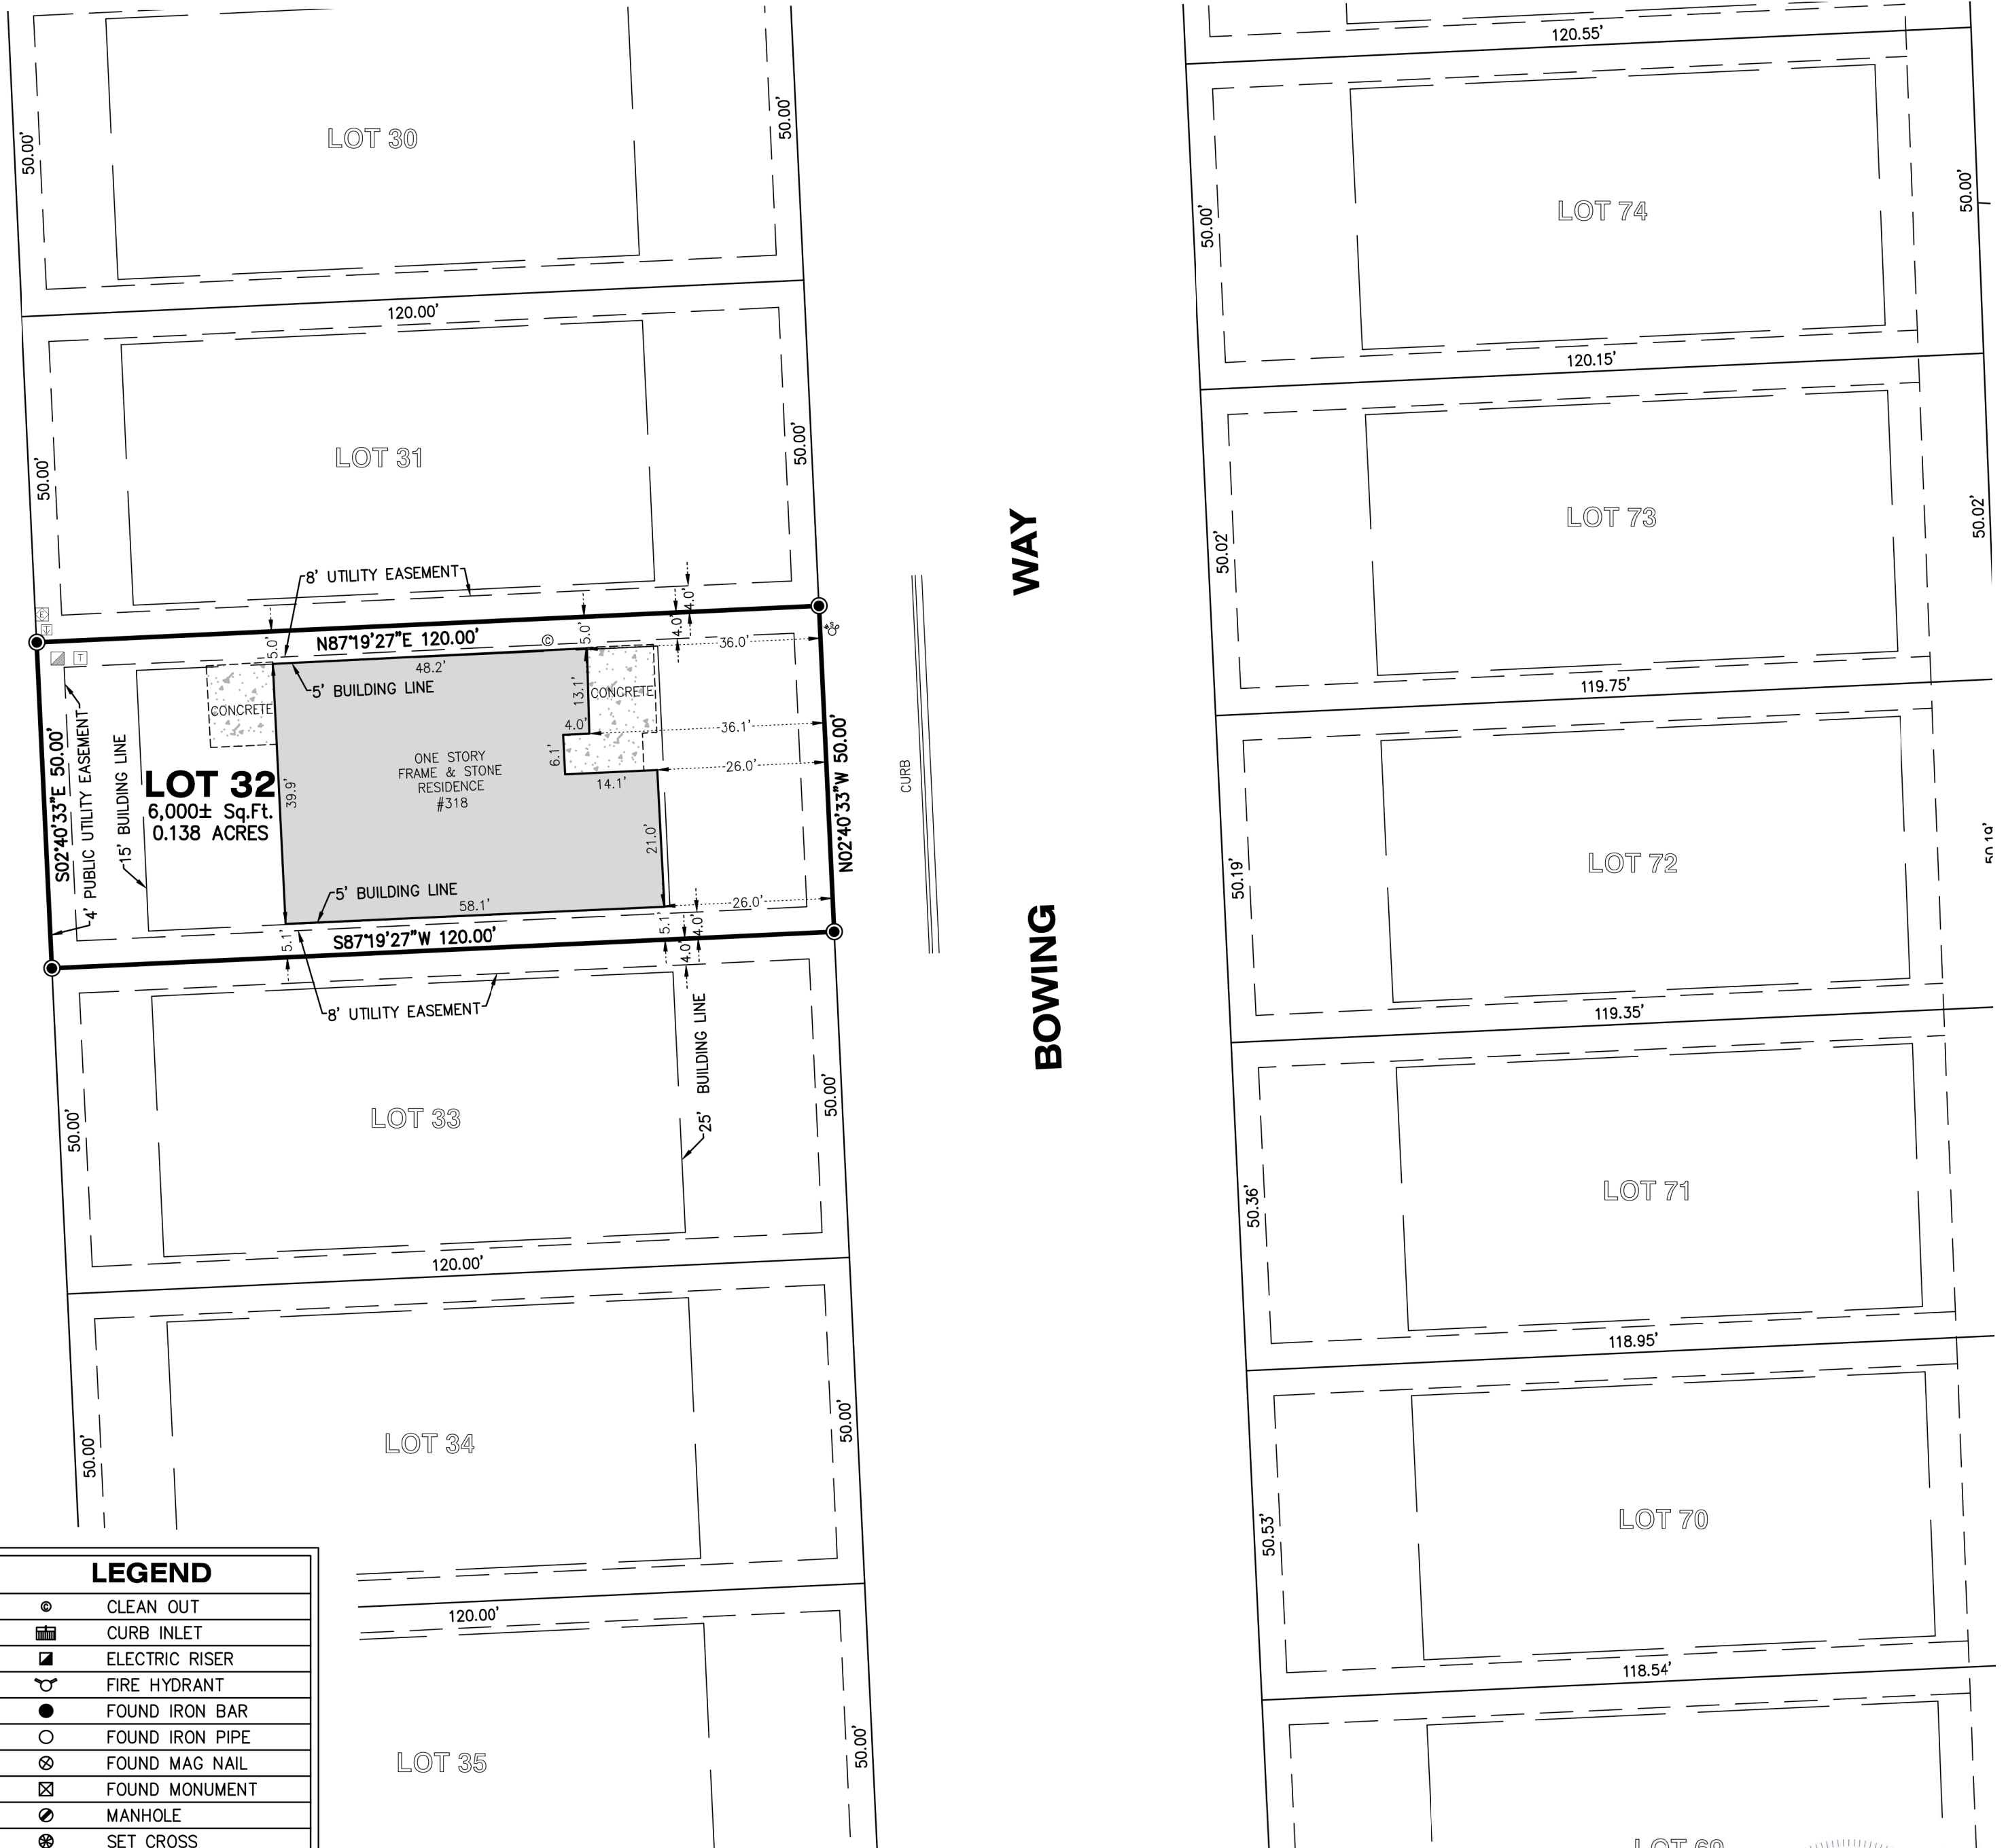 120.55'
50.00'
LOT 30
50.00'
50.00'
LOT 74
50.00'
120.00'
120.15'
50.00'
LOT 31
50.00'
50.02'
LOT 73
50.02'
WAY
8' UTILITY EASEMENT
4.0'
4.0'
5.0'
N87°19'27"E 120.00'
©
5.0'
36.0'
T
48.2'
5' BUILDING LINE
13.1'
CONCRETE
CONCRETE
119.75'
4.0'
36.1'
6.1'
14.1'
26.0'
S02°40'33"E 50.00'
4' PUBLIC UTILITY EASEMENT
15' BUILDING LINE
LOT 32
6,000± Sq.Ft.
0.138 ACRES
39.9'
ONE STORY
FRAME & STONE
RESIDENCE
#318
21.0'
N02°40'33"W 50.00'
CURB
50.19'
LOT 72
50.19'
5' BUILDING LINE
58.1'
26.0'
5.1'
5.1'
4.0'
4.0'
S87°19'27"W 120.00'
8' UTILITY EASEMENT
BOWING
119.35'
25' BUILDING LINE
50.00'
LOT 33
50.00'
50.36'
LOT 71
120.00'
118.95'
50.00'
LOT 34
50.00'
50.53'
LOT 70
120.00'
118.54'
LOT 35
50.00'
LOT 69
LEGEND
© CLEAN OUT
CURB INLET
ELECTRIC RISER
FIRE HYDRANT
FOUND IRON BAR
FOUND IRON PIPE
FOUND MAG NAIL
FOUND MONUMENT
MANHOLE
SET CROSS